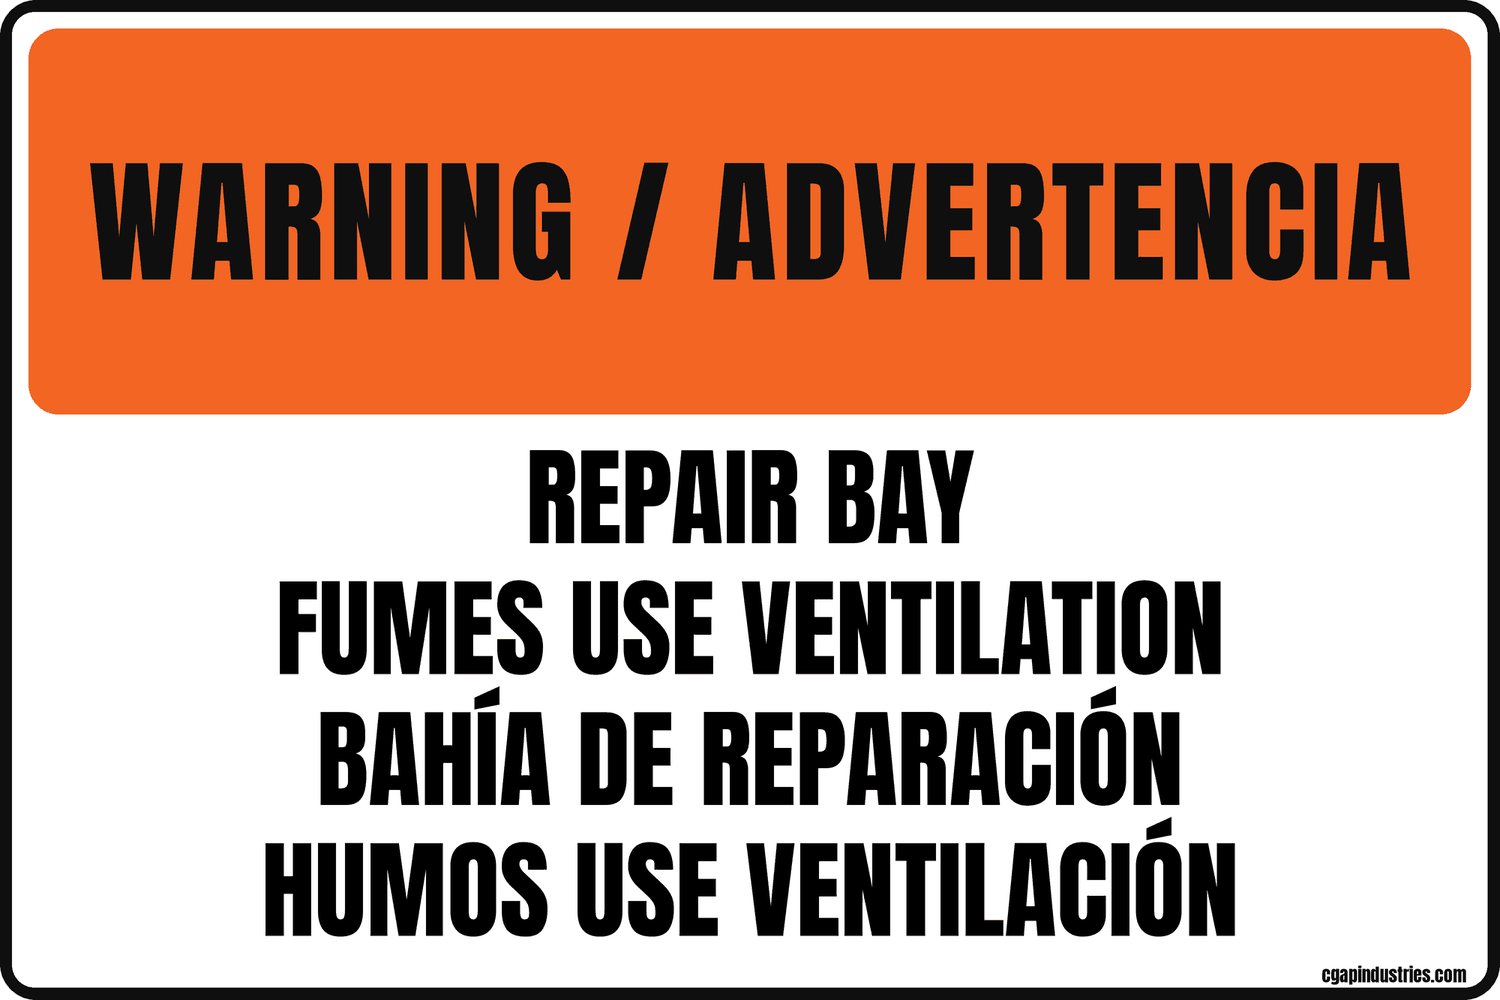 WARNING / ADVERTENCIA
REPAIR BAY
FUMES USE VENTILATION
BAHÍA DE REPARACIÓN
HUMOS USE VENTILACIÓN
cgapindustries.com